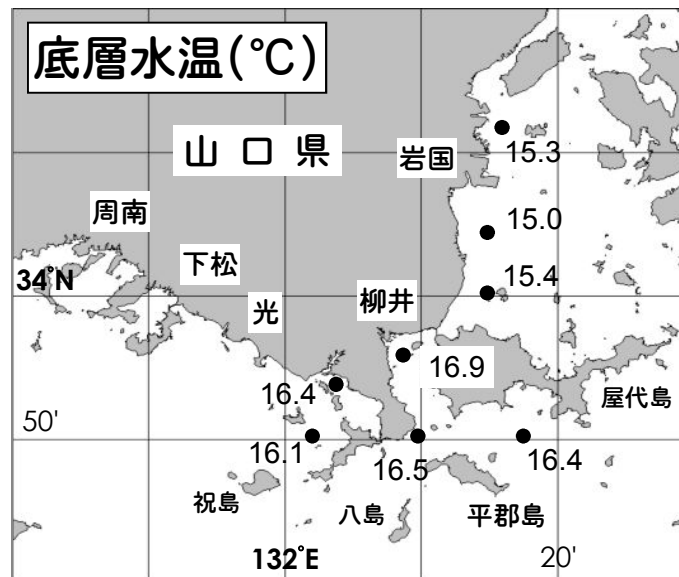 底層水温(℃)
山口県
岩国
15.3
周南
15.0
下松
34°N
15.4
光
柳井
16.9
16.4
屋代島
50'
16.1
16.5
16.4
祝島
八島
平郡島
132°E
20'